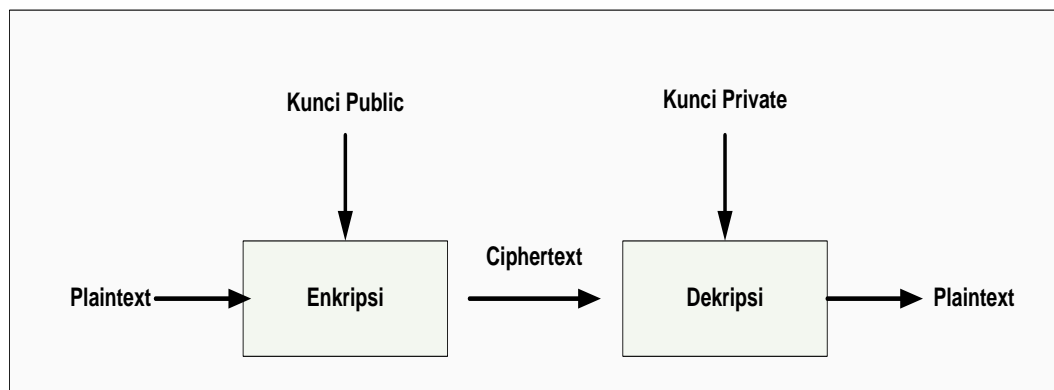 Kunci Public
Kunci Private
Ciphertext
Plaintext
Enkripsi
Dekripsi
Plaintext